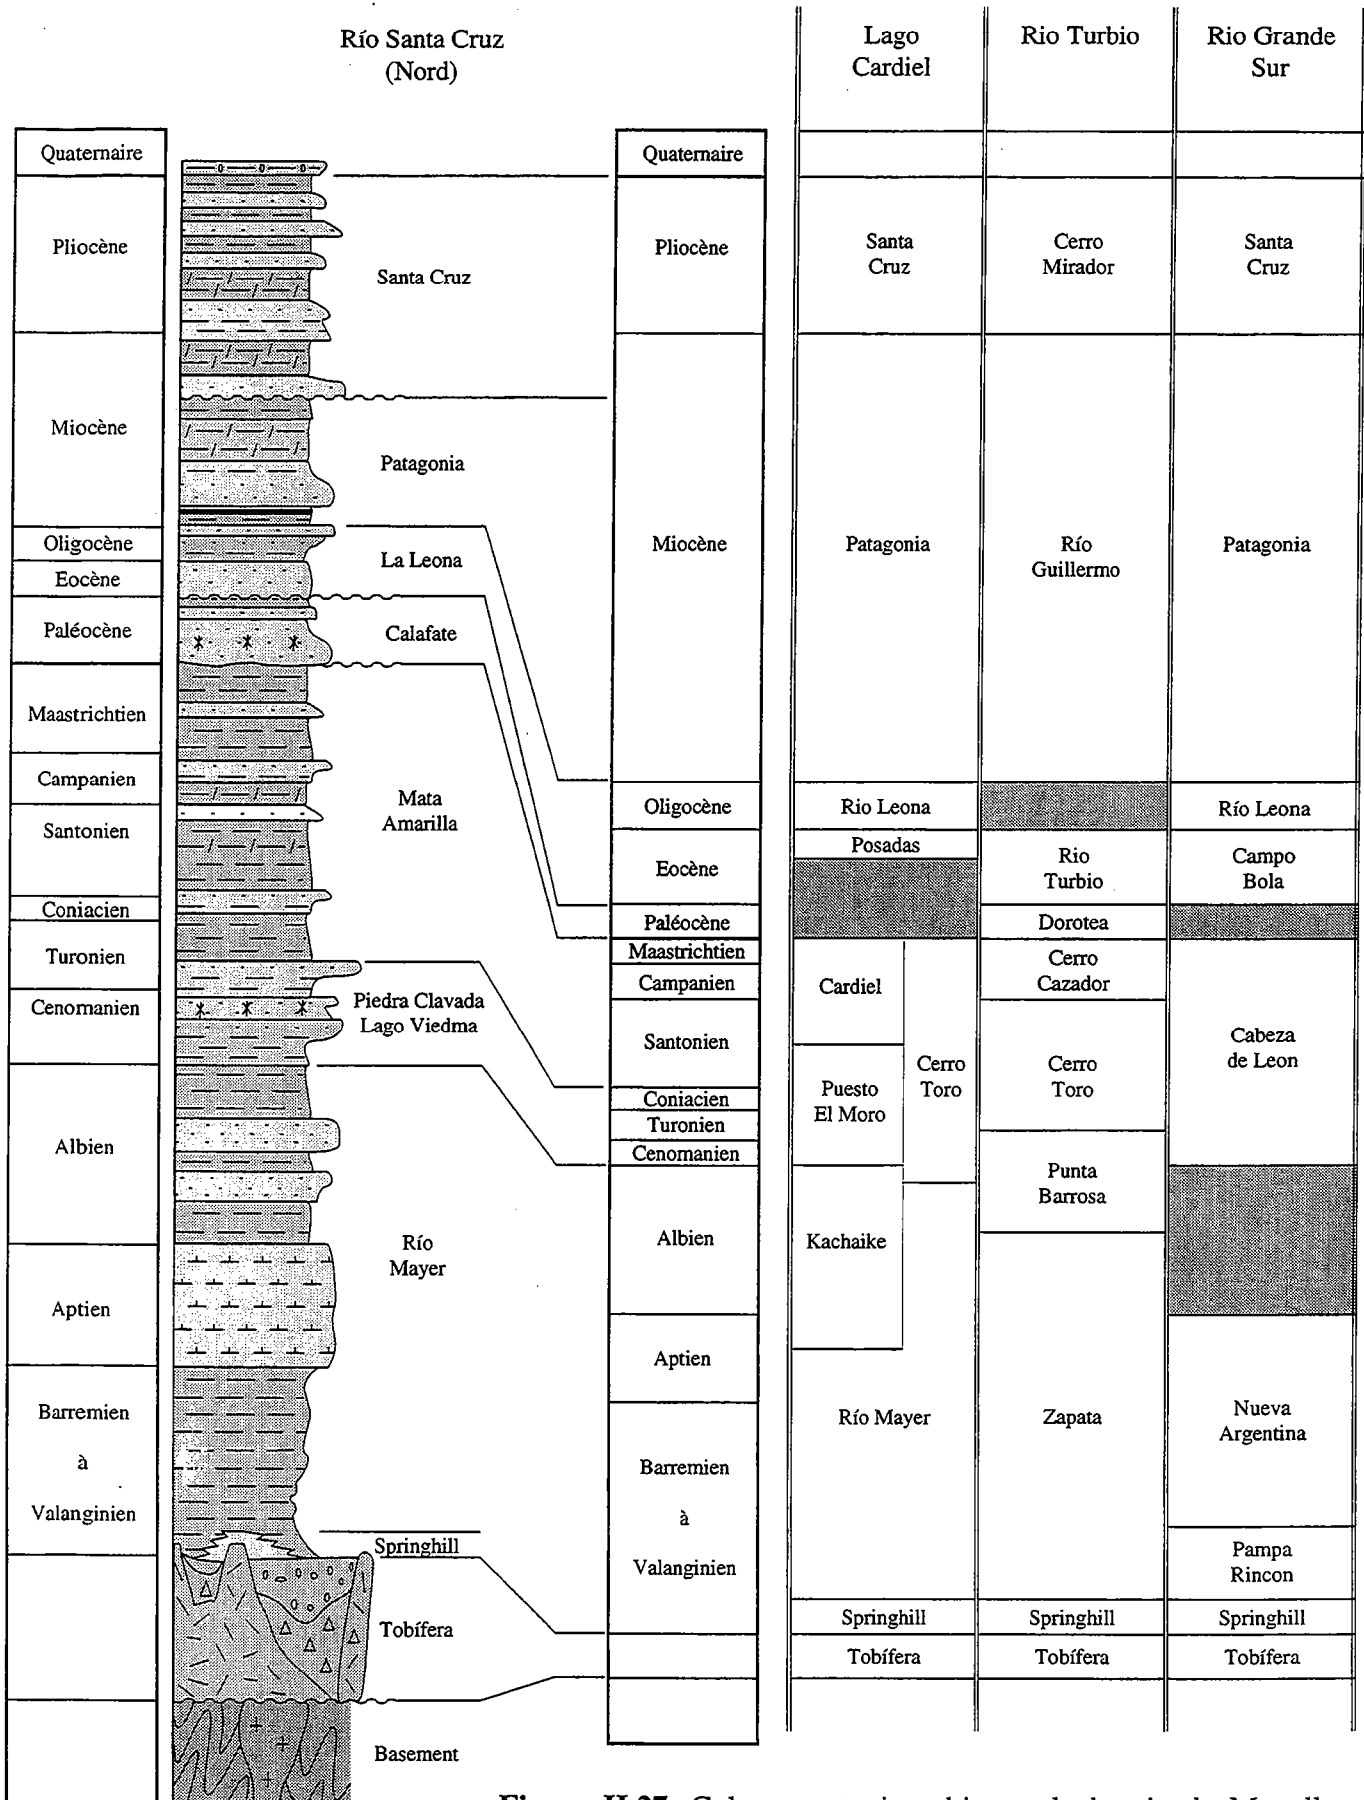 Río Santa Cruz
(Nord)
Lago
Cardiel
Rio Turbio
Rio Grande
Sur
Quaternaire
Pliocène
Miocène
Oligocène
Eocène
Paléocène
Maastrichtien
Campanien
Santonien
Coniacien
Turonien
Cenomanien
Albien
Aptien
Barremien
à
Valanginien
Santa Cruz
Patagonia
La Leona
Calafate
Mata
Amarilla
Piedra Clavada
Lago Viedma
Río
Mayer
Springhill
Tobífera
Basement
Quaternaire
Pliocène
Miocène
Oligocène
Eocène
Paléocène
Maastrichtien
Campanien
Santonien
Coniacien
Turonien
Cenomanien
Albien
Aptien
Barremien
à
Valanginien
Santa
Cruz
Patagonia
Rio Leona
Posadas
Cardiel
Puesto
El Moro
Cerro
Toro
Kachaike
Río Mayer
Springhill
Tobífera
Cerro
Mirador
Río
Guillermo
Rio
Turbio
Dorotea
Cerro
Cazador
Cerro
Toro
Punta
Barrosa
Zapata
Springhill
Tobífera
Santa
Cruz
Patagonia
Río Leona
Campo
Bola
Cabeza
de Leon
Nueva
Argentina
Pampa
Rincon
Springhill
Tobífera